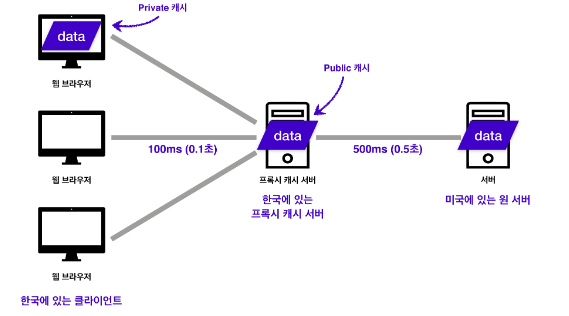 Private 캐시
data
웹 브라우저
Public 캐시
data
data
100ms (0.1초)
500ms (0.5초)
웹 브라우저
프록시 캐시 서버
서버
한국에 있는
프록시 캐시 서버
미국에 있는 원 서버
웹 브라우저
한국에 있는 클라이언트